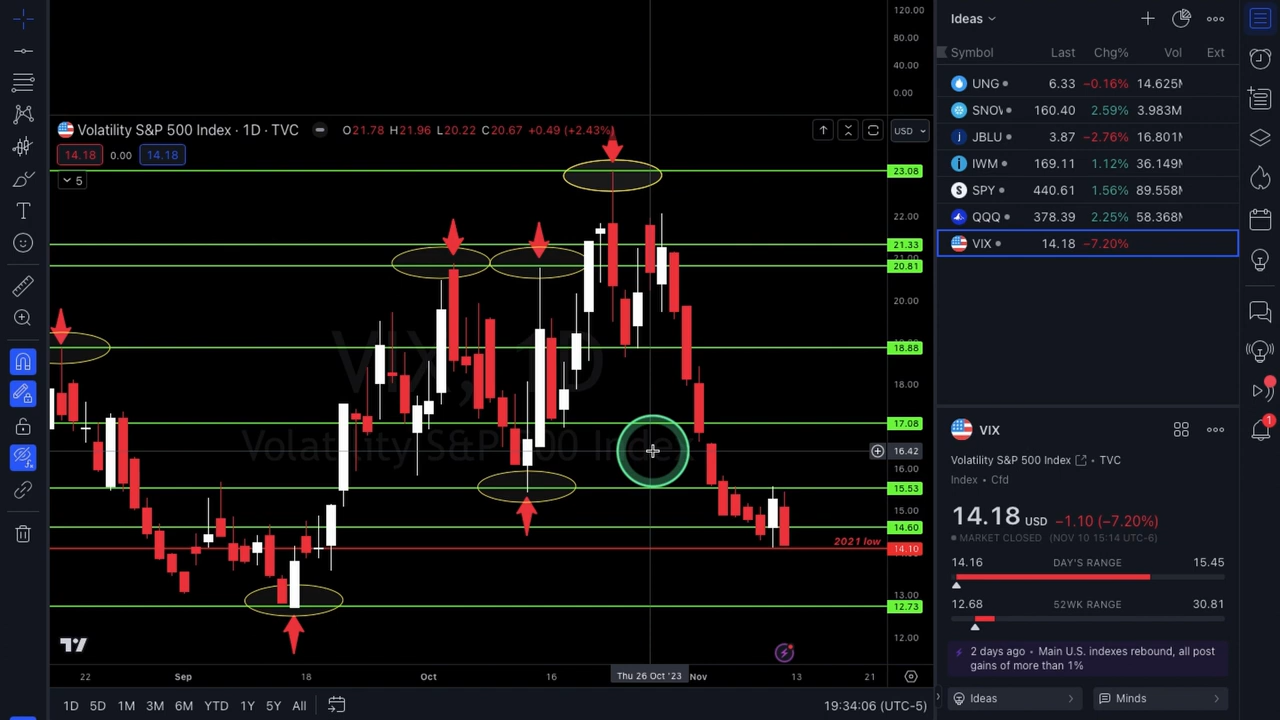 120.00
80.00
40.00
0.00
Volatility S&P 500 Index · 1D · TVC
O21.78 H21.96 L20.22 C20.67 +0.49 (+2.43%)
USD
14.18 0.00 14.18
5
23.08
22.00
21.33
21.00
20.81
20.00
18.88
18.00
17.08
16.42
16.00
15.53
15.00
14.60
2021 low
14.10
13.00
12.73
12.00
VIX, 1D
Volatility S&P 500 Index
22 Sep 18 Oct 16 Thu 26 Oct '23 Nov 13 21
1D 5D 1M 3M 6M YTD 1Y 5Y All
19:34:06 (UTC-5)
Ideas
Symbol Last Chg% Vol Ext
UNG 6.33 −0.16% 14.625M
SNOW 160.40 2.59% 3.983M
JBLU 3.87 −2.76% 16.801M
IWM 169.11 1.12% 36.149M
SPY 440.61 1.56% 89.558M
QQQ 378.39 2.25% 58.368M
VIX 14.18 −7.20%
VIX
Volatility S&P 500 Index · TVC
Index · Cfd
14.18 USD −1.10 (−7.20%)
MARKET CLOSED (NOV 10 15:14 UTC-6)
14.16 DAY'S RANGE 15.45
12.68 52WK RANGE 30.81
2 days ago · Main U.S. indexes rebound, all post
gains of more than 1%
Ideas
Minds
1